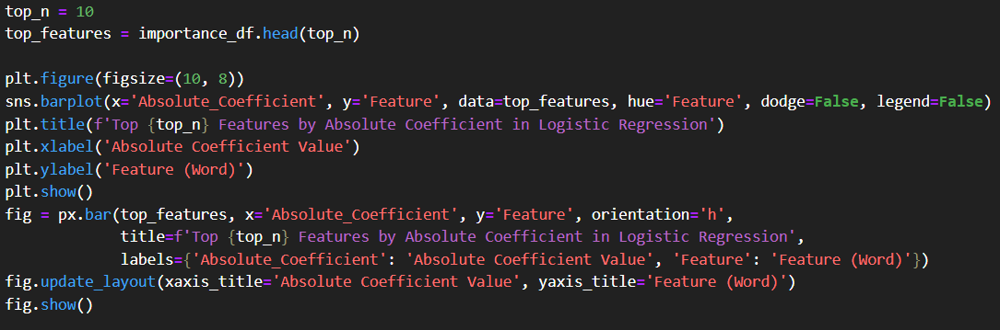 top_n = 10
top_features = importance_df.head(top_n)

plt.figure(figsize=(10, 8))
sns.barplot(x='Absolute_Coefficient', y='Feature', data=top_features, hue='Feature', dodge=False, legend=False)
plt.title(f'Top {top_n} Features by Absolute Coefficient in Logistic Regression')
plt.xlabel('Absolute Coefficient Value')
plt.ylabel('Feature (Word)')
plt.show()
fig = px.bar(top_features, x='Absolute_Coefficient', y='Feature', orientation='h',
             title=f'Top {top_n} Features by Absolute Coefficient in Logistic Regression',
             labels={'Absolute_Coefficient': 'Absolute Coefficient Value', 'Feature': 'Feature (Word)'})
fig.update_layout(xaxis_title='Absolute Coefficient Value', yaxis_title='Feature (Word)')
fig.show()